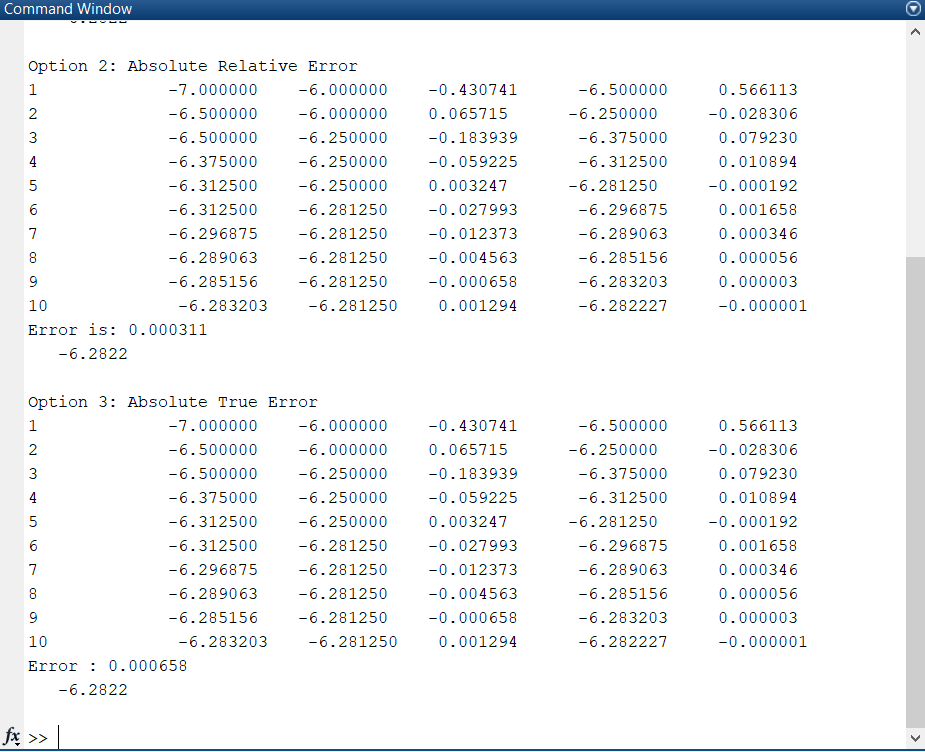 Command Window
Option 2: Absolute Relative Error
1 -7.000000 -6.000000 -0.430741 -6.500000 0.566113
2 -6.500000 -6.000000 0.065715 -6.250000 -0.028306
3 -6.500000 -6.250000 -0.183939 -6.375000 0.079230
4 -6.375000 -6.250000 -0.059225 -6.312500 0.010894
5 -6.312500 -6.250000 0.003247 -6.281250 -0.000192
6 -6.312500 -6.281250 -0.027993 -6.296875 0.001658
7 -6.296875 -6.281250 -0.012373 -6.289063 0.000346
8 -6.289063 -6.281250 -0.004563 -6.285156 0.000056
9 -6.285156 -6.281250 -0.000658 -6.283203 0.000003
10 -6.283203 -6.281250 0.001294 -6.282227 -0.000001
Error is: 0.000311
-6.2822
Option 3: Absolute True Error
1 -7.000000 -6.000000 -0.430741 -6.500000 0.566113
2 -6.500000 -6.000000 0.065715 -6.250000 -0.028306
3 -6.500000 -6.250000 -0.183939 -6.375000 0.079230
4 -6.375000 -6.250000 -0.059225 -6.312500 0.010894
5 -6.312500 -6.250000 0.003247 -6.281250 -0.000192
6 -6.312500 -6.281250 -0.027993 -6.296875 0.001658
7 -6.296875 -6.281250 -0.012373 -6.289063 0.000346
8 -6.289063 -6.281250 -0.004563 -6.285156 0.000056
9 -6.285156 -6.281250 -0.000658 -6.283203 0.000003
10 -6.283203 -6.281250 0.001294 -6.282227 -0.000001
Error : 0.000658
-6.2822
fx >>